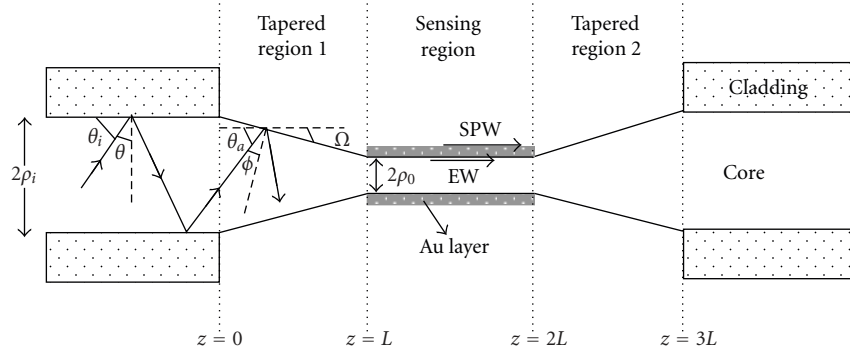 Tapered
region 1
Sensing
region
Tapered
region 2
Cladding
SPW
θi
θ
θa
ϕ
Ω
EW
2ρi
2ρ0
Core
Au layer
z = 0
z = L
z = 2L
z = 3L